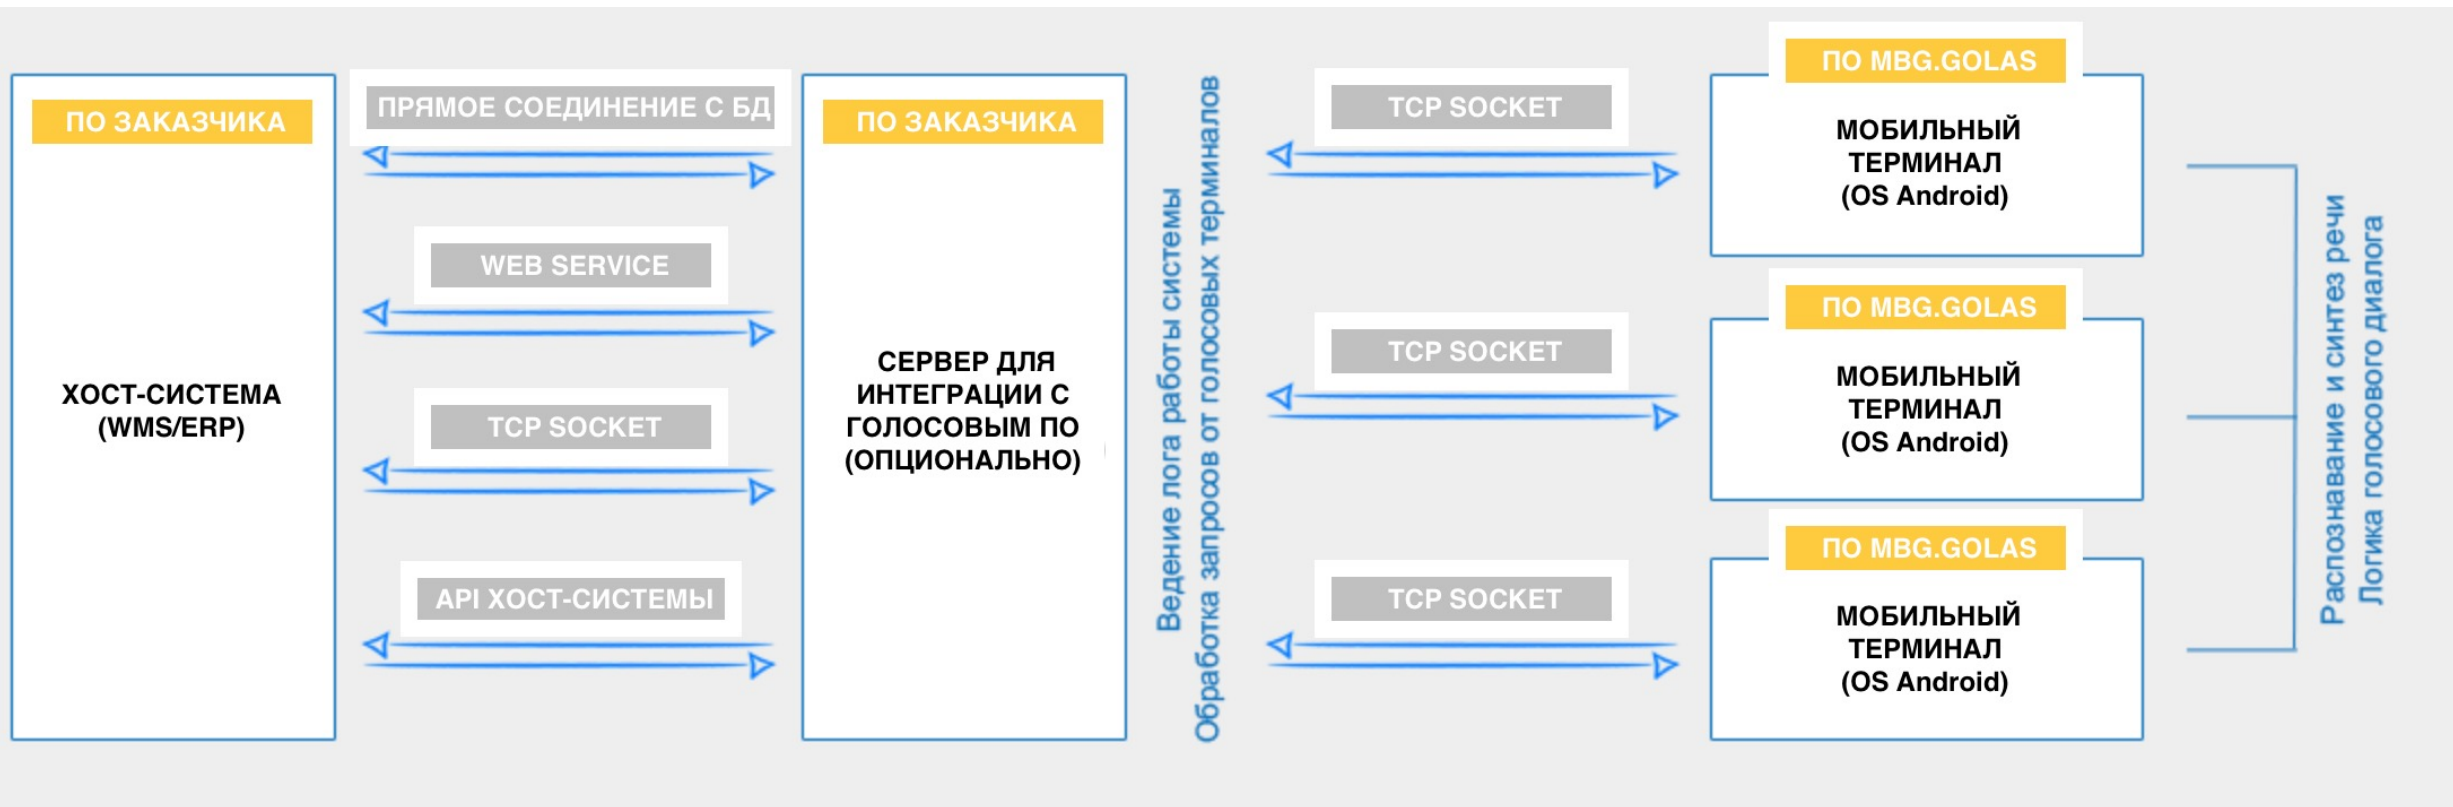 ПО ЗАКАЗЧИКА
ХОСТ-СИСТЕМА
(WMS/ERP)
ПРЯМОЕ СОЕДИНЕНИЕ С БД
WEB SERVICE
TCP SOCKET
API ХОСТ-СИСТЕМЫ
ПО ЗАКАЗЧИКА
СЕРВЕР ДЛЯ
ИНТЕГРАЦИИ С
ГОЛОСОВЫМ ПО
(ОПЦИОНАЛЬНО)
Ведение лога работы системы
Обработка запросов от голосовых терминалов
TCP SOCKET
TCP SOCKET
TCP SOCKET
ПО MBG.GOLAS
МОБИЛЬНЫЙ
ТЕРМИНАЛ
(OS Android)
ПО MBG.GOLAS
МОБИЛЬНЫЙ
ТЕРМИНАЛ
(OS Android)
ПО MBG.GOLAS
МОБИЛЬНЫЙ
ТЕРМИНАЛ
(OS Android)
Распознавание и синтез речи
Логика голосового диалога